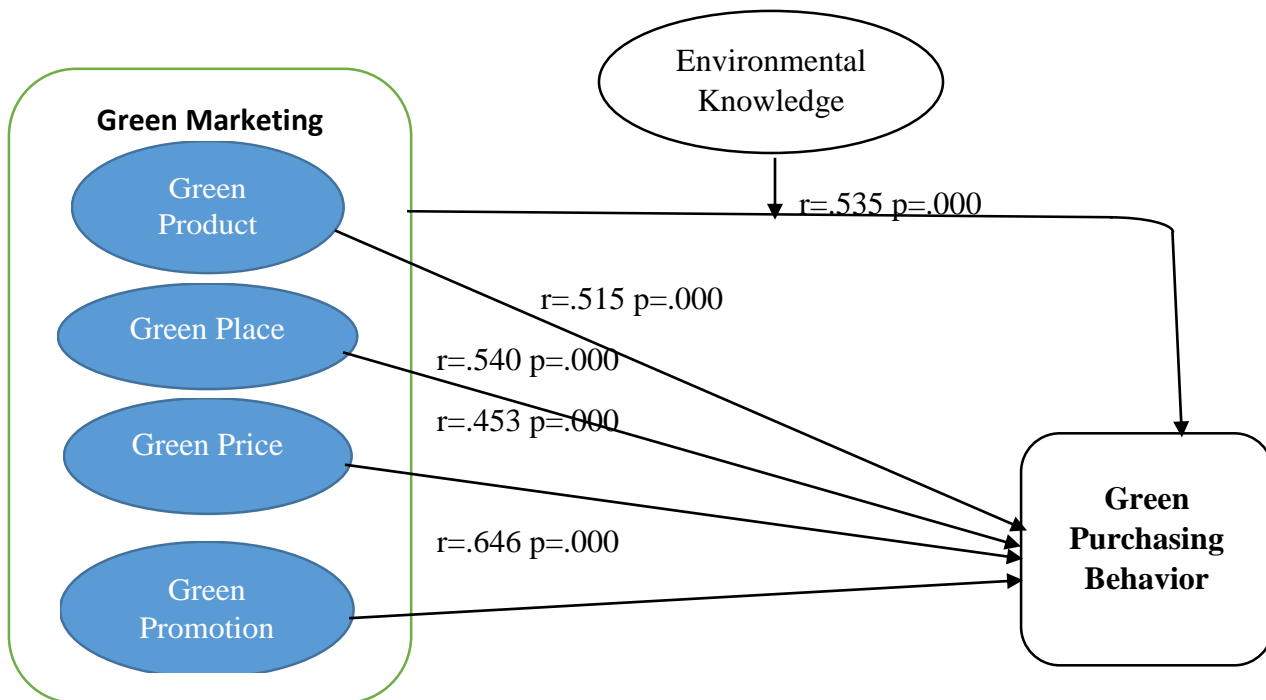 Environmental
Knowledge
Green Marketing
Green
Product
r=.535 p=.000
r=.515 p=.000
Green Place
r=.540 p=.000
r=.453 p=.000
Green Price
Green
Purchasing
Behavior
r=.646 p=.000
Green
Promotion